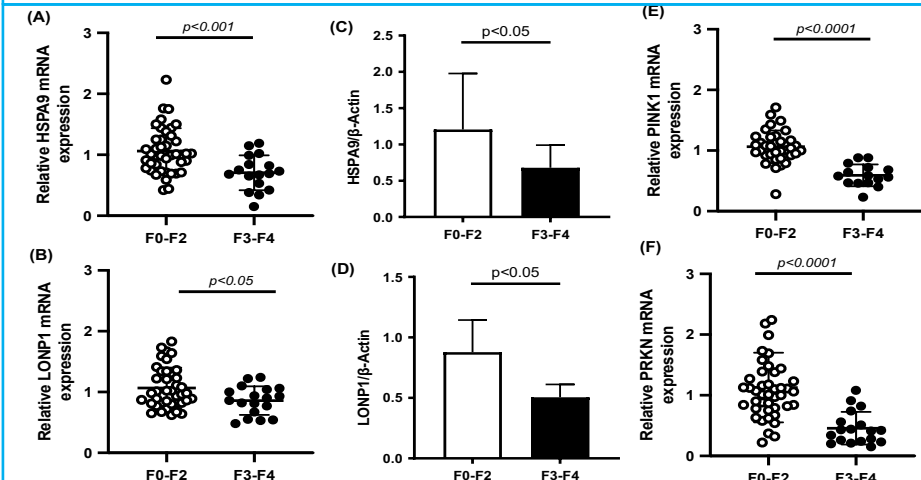 (A)
p<0.001
Relative HSPA9 mRNA
expression
3
2
1
0
F0-F2
F3-F4
(B)
p<0.05
Relative LONP1 mRNA
expression
3
2
1
0
F0-F2
F3-F4
(C)
p<0.05
HSPA9/β-Actin
2.5
2.0
1.5
1.0
0.5
0.0
F0-F2
F3-F4
(D)
p<0.05
LONP1/β-Actin
1.5
1.0
0.5
0.0
F0-F2
F3-F4
(E)
p<0.0001
Relative PINK1 mRNA
expression
3
2
1
0
F0-F2
F3-F4
(F)
p<0.0001
Relative PRKN mRNA
expression
3
2
1
0
F0-F2
F3-F4